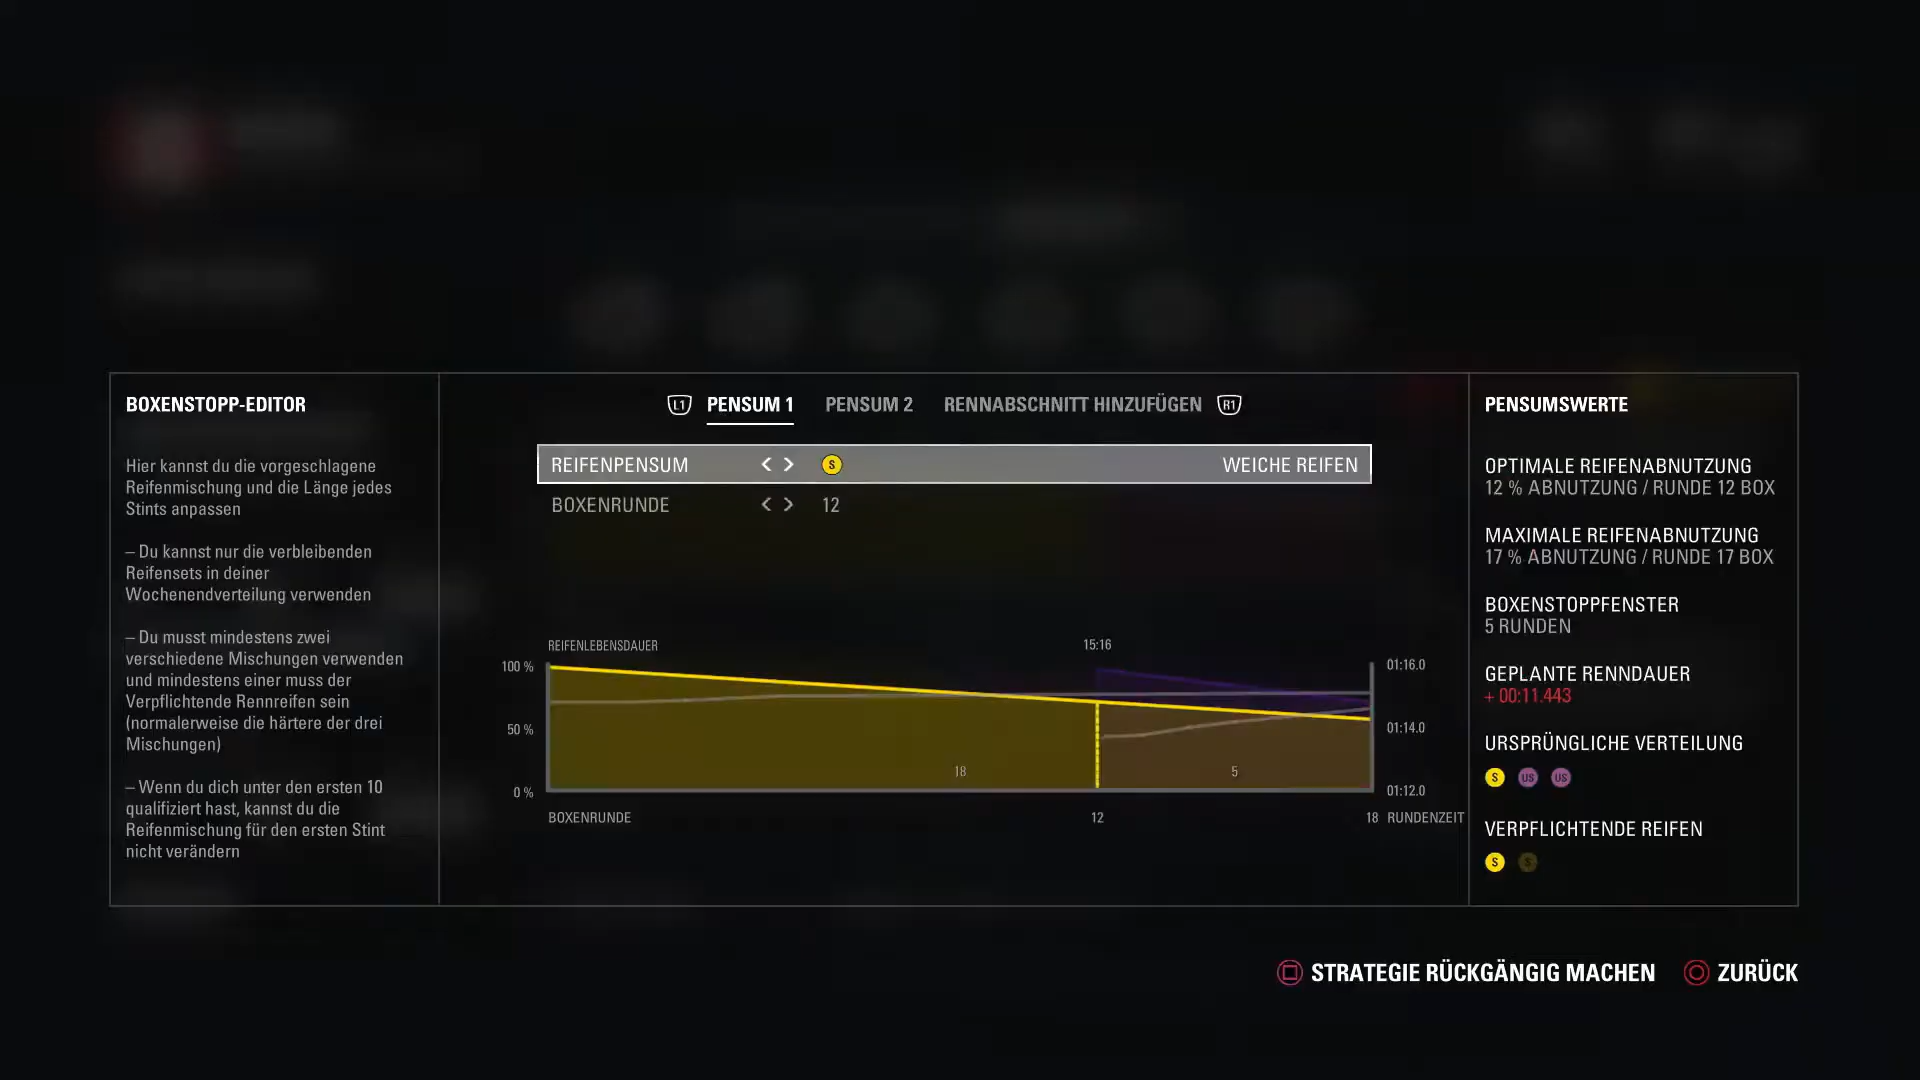 BOXENSTOPP-EDITOR
Hier kannst du die vorgeschlagene
Reifenmischung und die Länge jedes
Stints anpassen
– Du kannst nur die verbleibenden
Reifensets in deiner
Wochenendverteilung verwenden
– Du musst mindestens zwei
verschiedene Mischungen verwenden
und mindestens einer muss der
Verpflichtende Rennreifen sein
(normalerweise die härtere der drei
Mischungen)
– Wenn du dich unter den ersten 10
qualifiziert hast, kannst du die
Reifenmischung für den ersten Stint
nicht verändern
L1 PENSUM 1 PENSUM 2 RENNABSCHNITT HINZUFÜGEN R1
REIFENPENSUM < > S WEICHE REIFEN
BOXENRUNDE < > 12
REIFENLEBENSDAUER 15:16
100 % 01:16.0
50 % 01:14.0
18 5
0 % 01:12.0
BOXENRUNDE 12 18 RUNDENZEIT
PENSUMSWERTE
OPTIMALE REIFENABNUTZUNG
12 % ABNUTZUNG / RUNDE 12 BOX
MAXIMALE REIFENABNUTZUNG
17 % ABNUTZUNG / RUNDE 17 BOX
BOXENSTOPPFENSTER
5 RUNDEN
GEPLANTE RENNDAUER
+ 00:11.443
URSPRÜNGLICHE VERTEILUNG
S US US
VERPFLICHTENDE REIFEN
S S
STRATEGIE RÜCKGÄNGIG MACHEN ZURÜCK